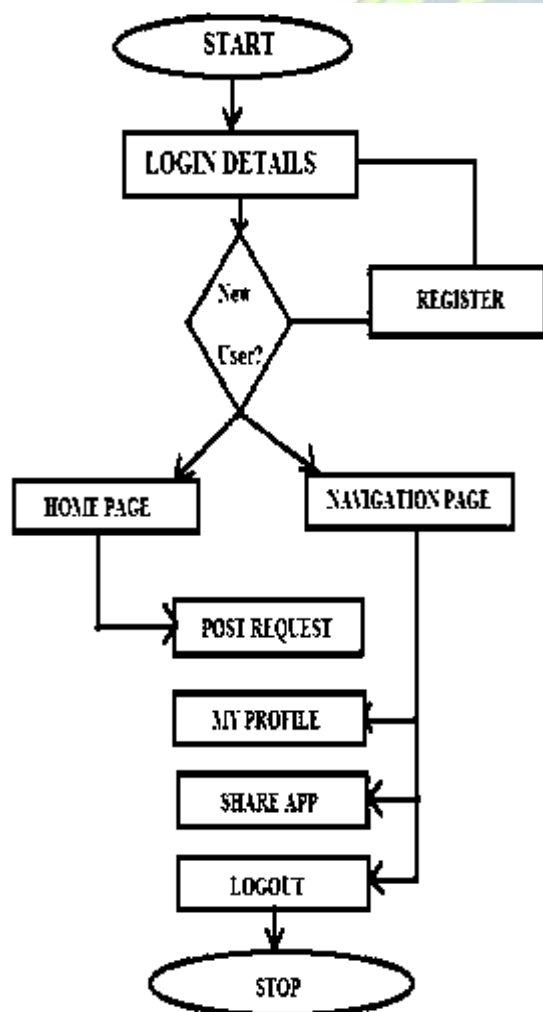 START
LOGIN DETAILS
New
User?
REGISTER
HOME PAGE
NAVIGATION PAGE
POST REQUEST
MY PROFILE
SHARE APP
LOGOUT
STOP